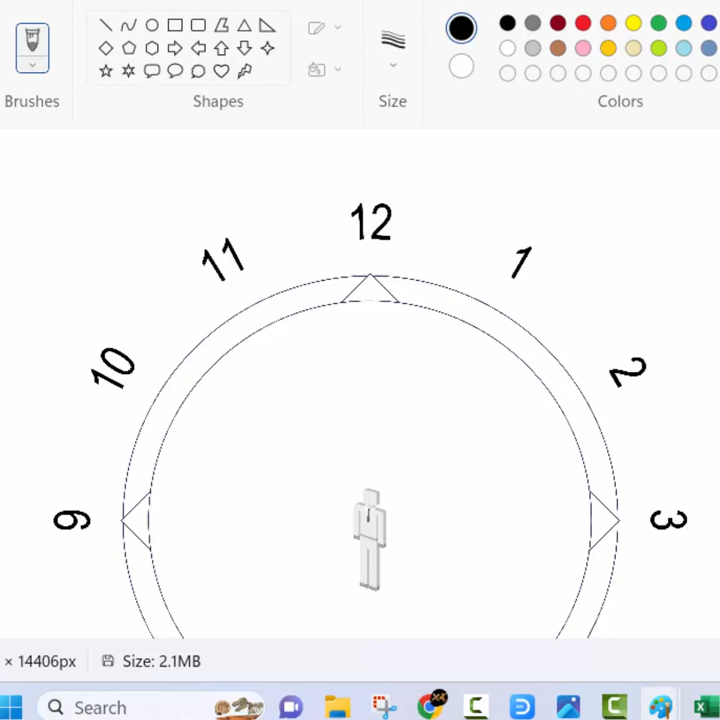 Brushes
Shapes
Size
Colors
12
11
1
10
2
9
3
× 14406px
Size: 2.1MB
Search